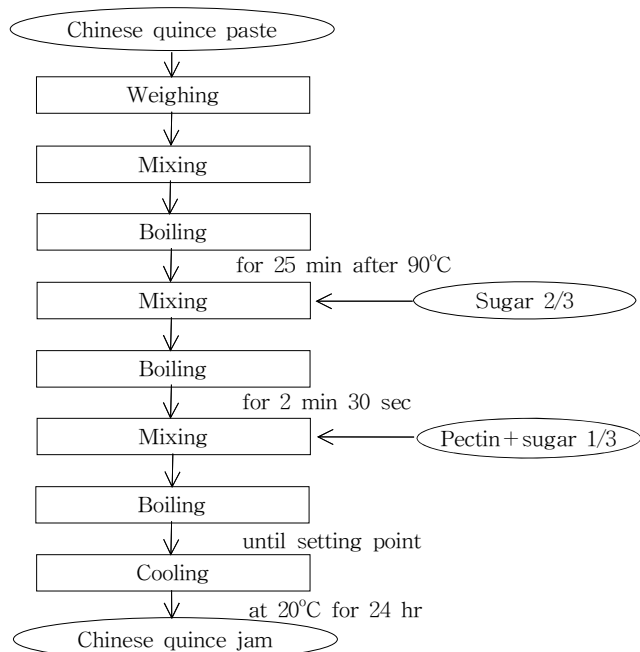 Chinese quince paste
Weighing
Mixing
Boiling
for 25 min after 90°C
Mixing
Sugar 2/3
Boiling
for 2 min 30 sec
Mixing
Pectin+sugar 1/3
Boiling
until setting point
Cooling
at 20°C for 24 hr
Chinese quince jam